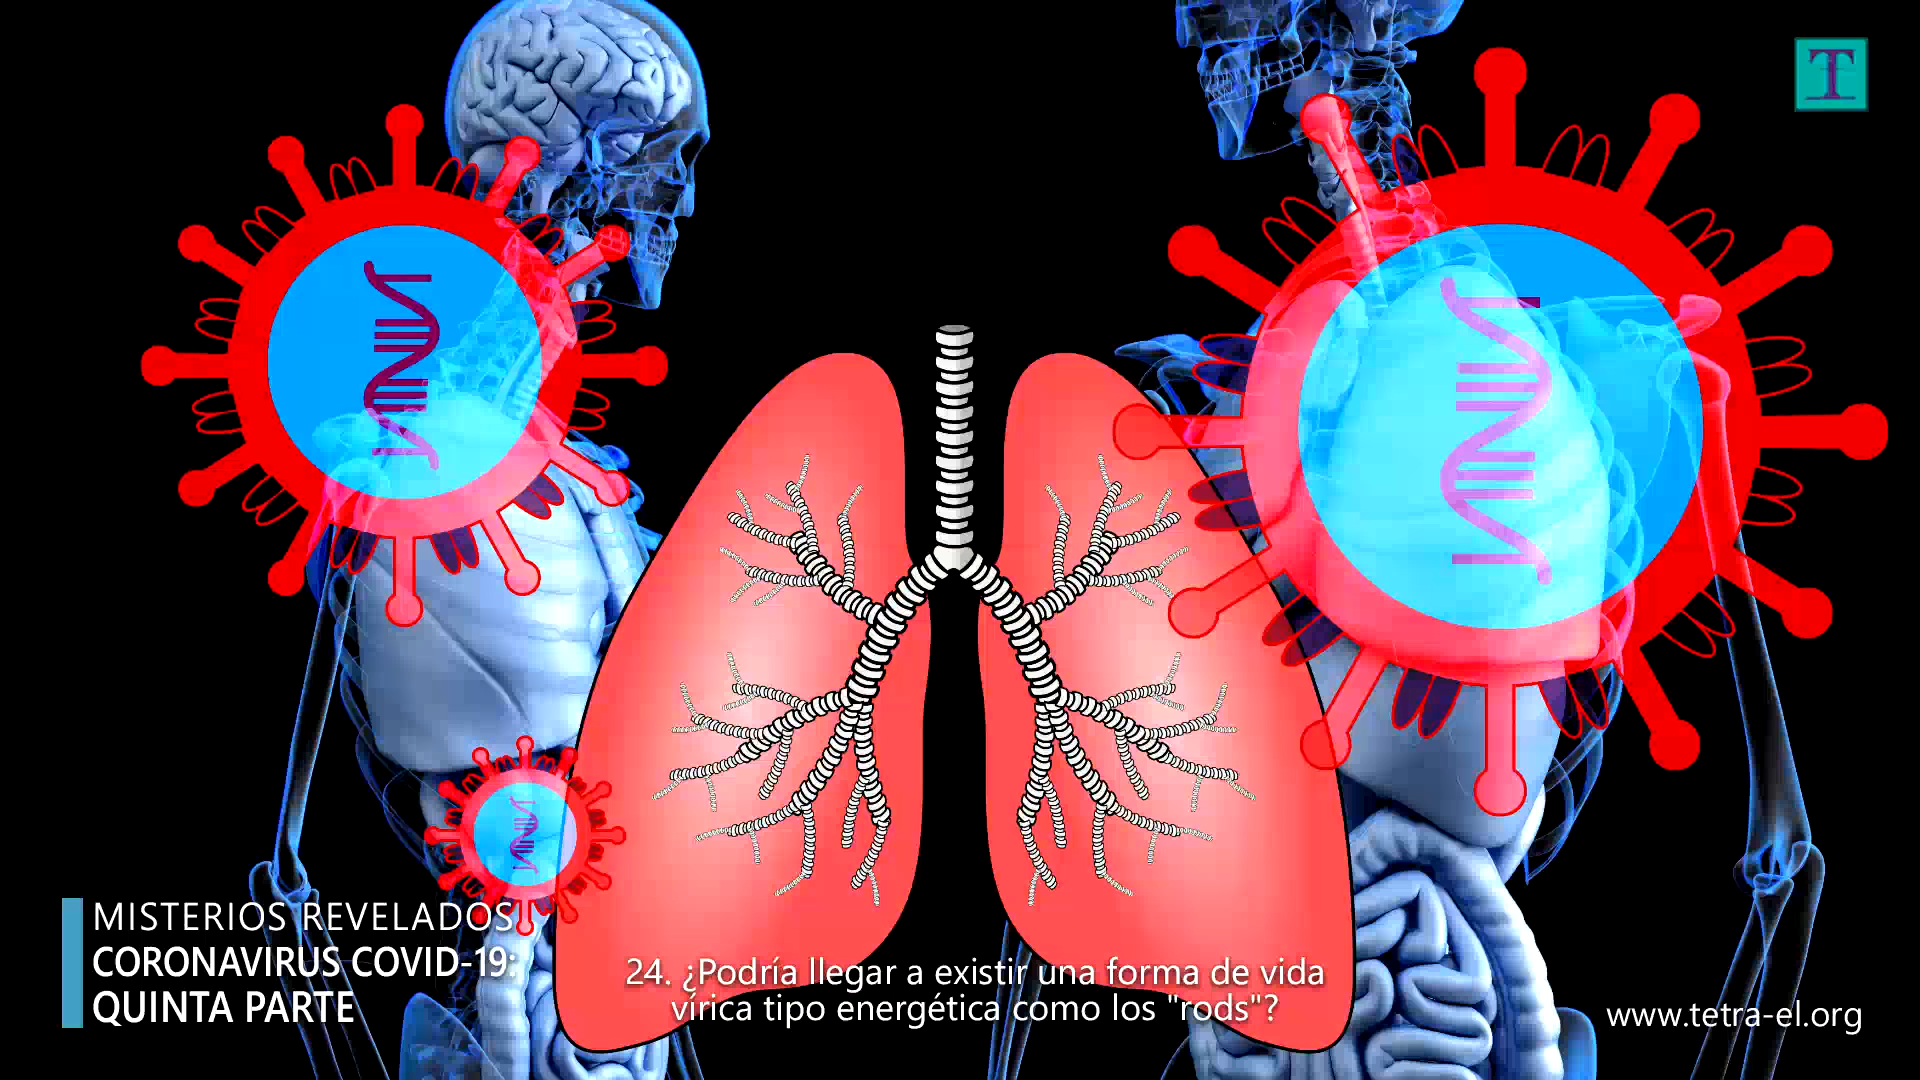 T
MISTERIOS REVELADOS
CORONAVIRUS COVID-19:
QUINTA PARTE
24. ¿Podría llegar a existir una forma de vida
vírica tipo energética como los "rods"?
www.tetra-el.org